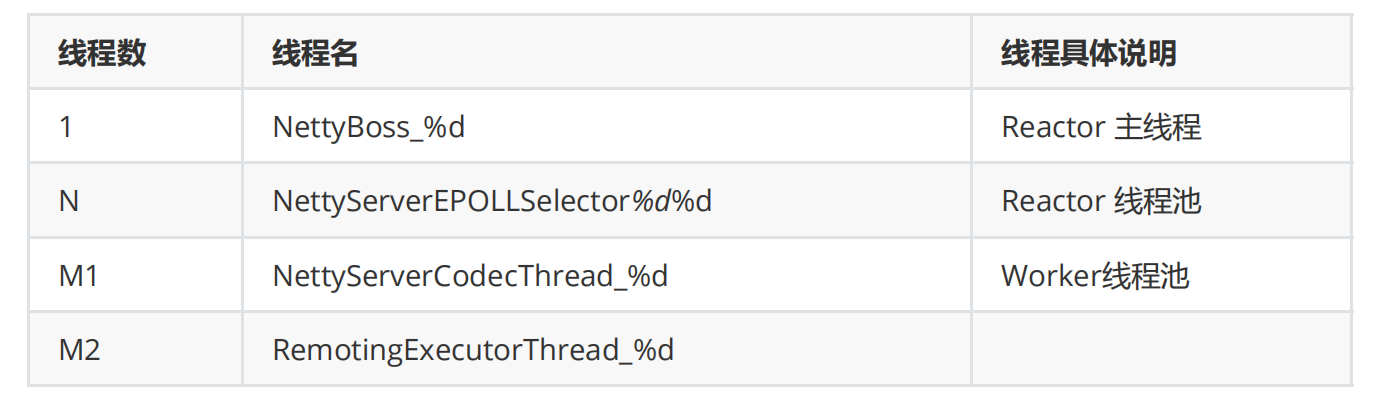 线程数 线程名 线程具体说明
1 NettyBoss_%d Reactor 主线程
N NettyServerEPOLLSelector%d%d Reactor 线程池
M1 NettyServerCodecThread_%d Worker线程池
M2 RemotingExecutorThread_%d